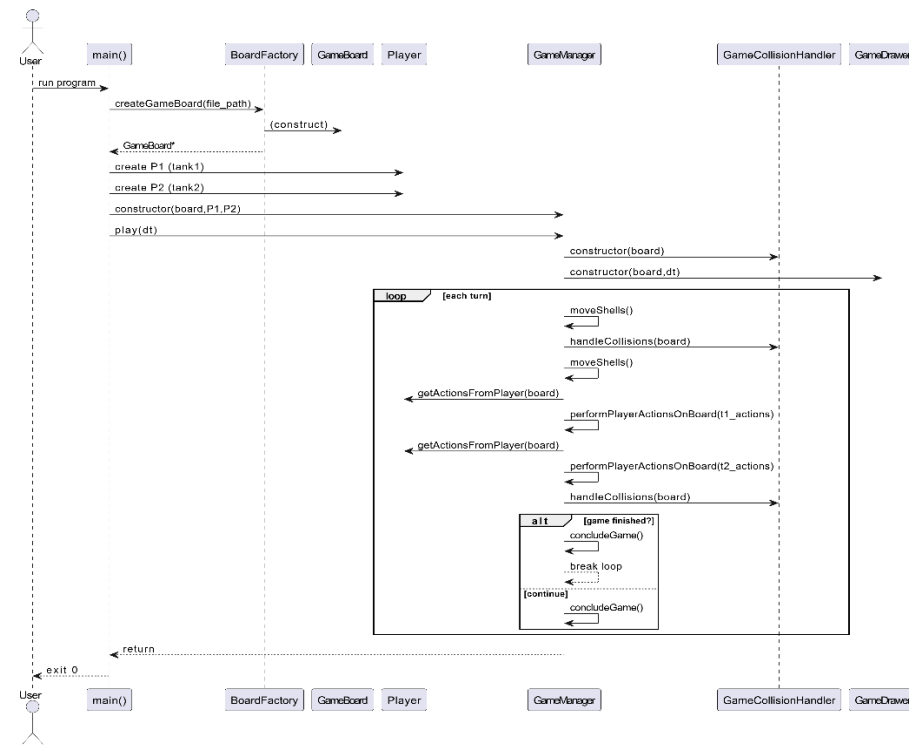 User
main()
BoardFactory
GameBoard
Player
GameManager
GameCollisionHandler
GameDrawer
run program
createGameBoard(file_path)
(construct)
GameBoard*
create P1 (tank1)
create P2 (tank2)
constructor(board,P1,P2)
play(dt)
constructor(board)
constructor(board,dt)
loop
[each turn]
moveShells()
handleCollisions(board)
moveShells()
getActionsFromPlayer(board)
performPlayerActionsOnBoard(t1_actions)
getActionsFromPlayer(board)
performPlayerActionsOnBoard(t2_actions)
handleCollisions(board)
alt
[game finished?]
concludeGame()
break loop
[continue]
concludeGame()
return
exit 0
User
main()
BoardFactory
GameBoard
Player
GameManager
GameCollisionHandler
GameDrawer